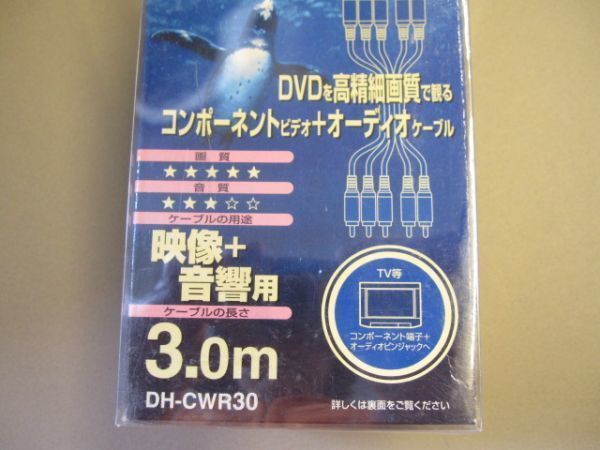 DVDを高精細画質で観る
コンポーネントビデオ+オーディオケーブル
画質
★★★★★
音質
★★★☆☆
ケーブルの用途
映像+
音響用
ケーブルの長さ
3.0m
DH-CWR30
TV等
コンポーネント端子+
オーディオピンジャックへ
詳しくは裏面をご覧ください